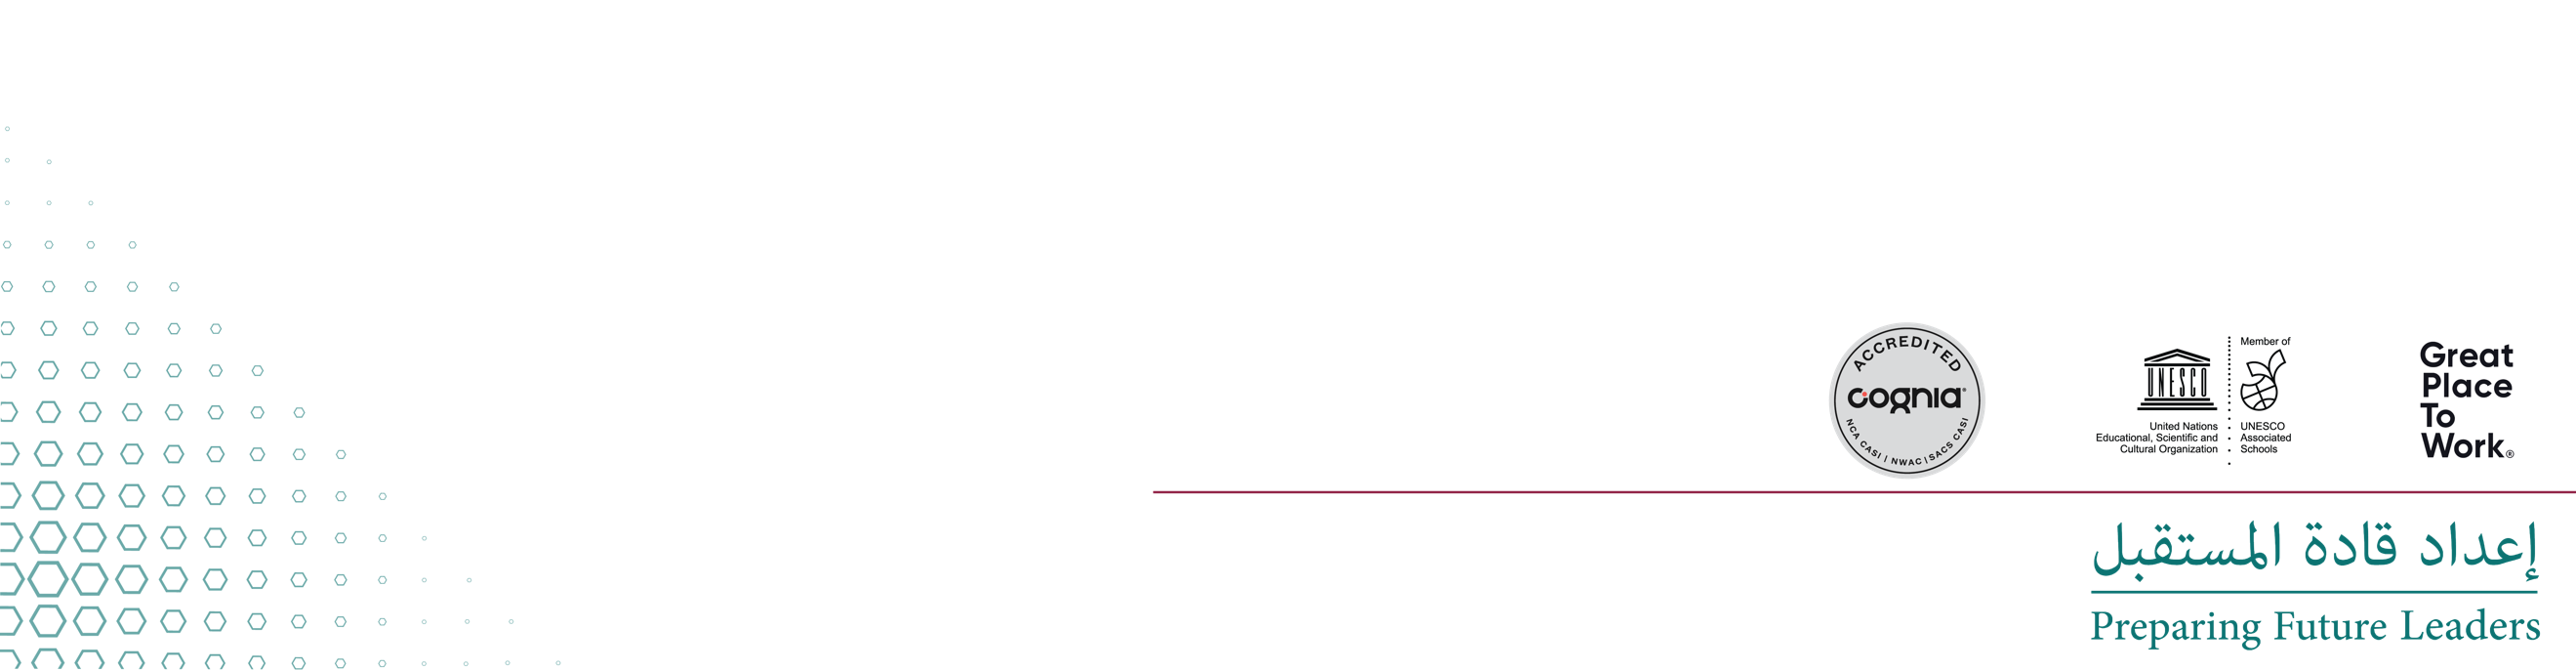 ACCREDITED
cognia®
NCA CASI | NWAC | SACS CASI
UNESCO
United Nations
Educational, Scientific and
Cultural Organization
Member of
UNESCO
Associated
Schools
Great
Place
To
Work®
إعداد قادة المستقبل
Preparing Future Leaders